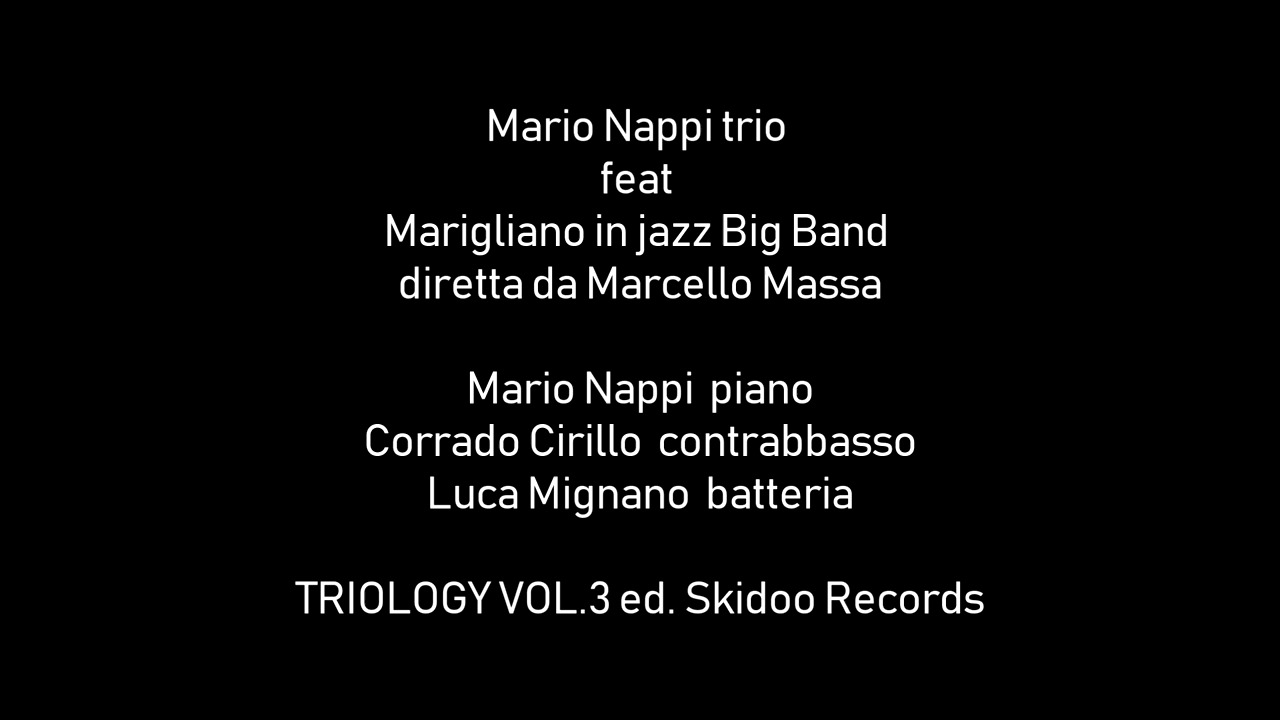 Mario Nappi trio
feat
Marigliano in jazz Big Band
diretta da Marcello Massa
Mario Nappi piano
Corrado Cirillo contrabbasso
Luca Mignano batteria
TRIOLOGY VOL.3 ed. Skidoo Records